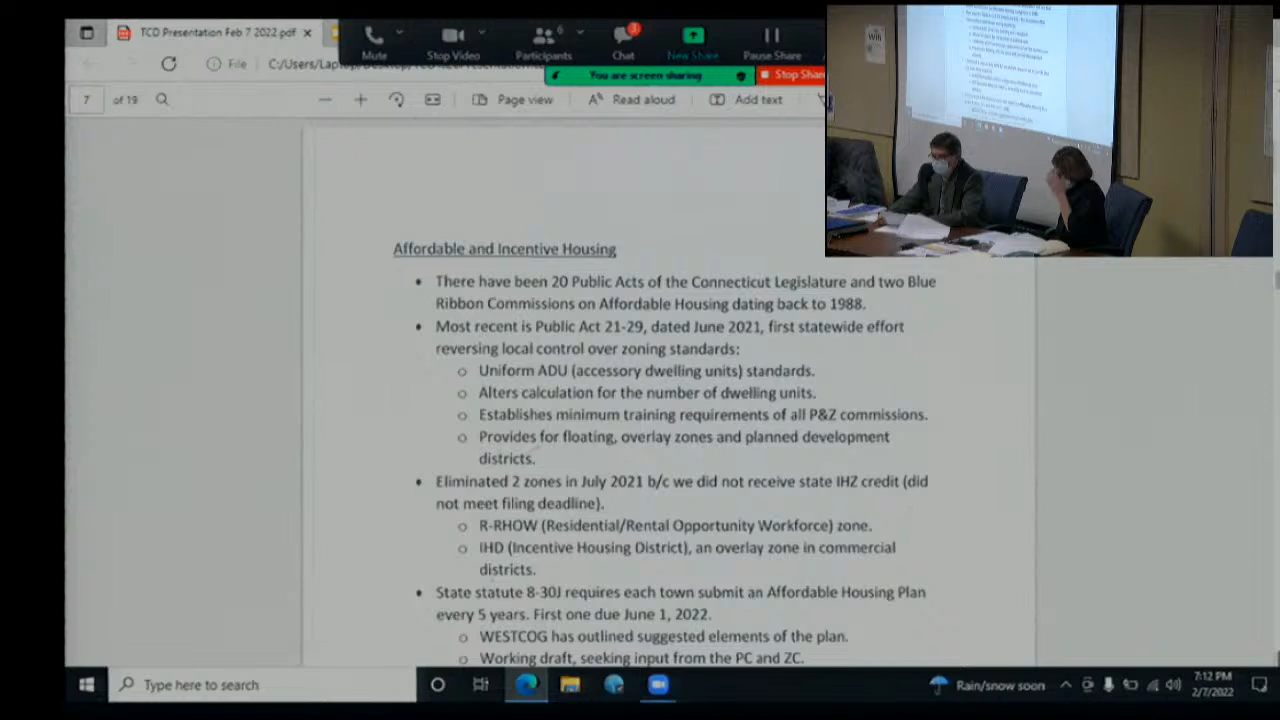 TCD Presentation Feb 7 2022.pdf
Mute
Stop Video
6
Participants
3
Chat
New Share
Pause Share
File
You are screen sharing
Stop Shar
7 of 19
Page view
Read aloud
Add text
Affordable and Incentive Housing
• There have been 20 Public Acts of the Connecticut Legislature and two Blue
Ribbon Commissions on Affordable Housing dating back to 1988.
• Most recent is Public Act 21-29, dated June 2021, first statewide effort
reversing local control over zoning standards:
o Uniform ADU (accessory dwelling units) standards.
o Alters calculation for the number of dwelling units.
o Establishes minimum training requirements of all P&Z commissions.
o Provides for floating, overlay zones and planned development
districts.
• Eliminated 2 zones in July 2021 b/c we did not receive state IHZ credit (did
not meet filing deadline).
o R-RHOW (Residential/Rental Opportunity Workforce) zone.
o IHD (Incentive Housing District), an overlay zone in commercial
districts.
• State statute 8-30J requires each town submit an Affordable Housing Plan
every 5 years. First one due June 1, 2022.
o WESTCOG has outlined suggested elements of the plan.
o Working draft, seeking input from the PC and ZC.
Type here to search
Rain/snow soon
7:12 PM
2/7/2022